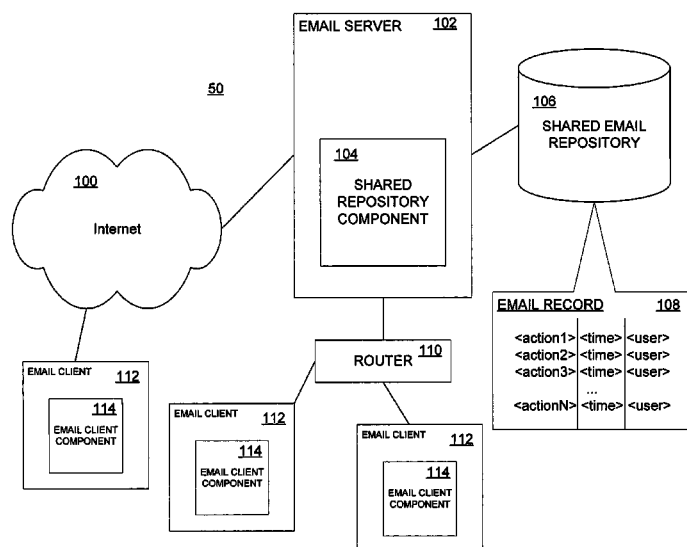 EMAIL SERVER 102
50
104
SHARED
REPOSITORY
COMPONENT
106
SHARED EMAIL
REPOSITORY
100
Internet
EMAIL RECORD 108
<action1> <time> <user>
<action2> <time> <user>
<action3> <time> <user>
...
<actionN> <time> <user>
ROUTER 110
EMAIL CLIENT
112
114
EMAIL CLIENT
COMPONENT
EMAIL CLIENT
112
114
EMAIL CLIENT
COMPONENT
EMAIL CLIENT
112
114
EMAIL CLIENT
COMPONENT